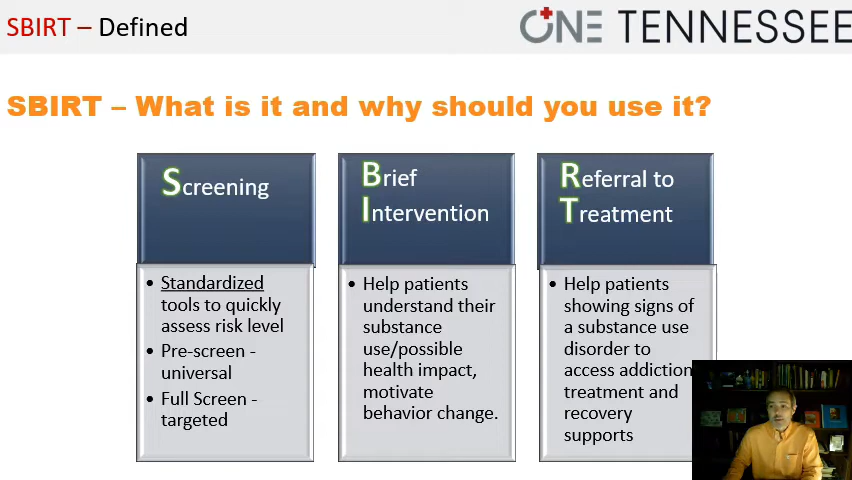 SBIRT – Defined
ONE TENNESSEE
SBIRT – What is it and why should you use it?
Screening
• Standardized
tools to quickly
assess risk level
• Pre-screen -
universal
• Full Screen -
targeted
Brief
Intervention
• Help patients
understand their
substance
use/possible
health impact,
motivate
behavior change.
Referral to
Treatment
• Help patients
showing signs of
a substance use
disorder to
access addiction
treatment and
recovery
supports